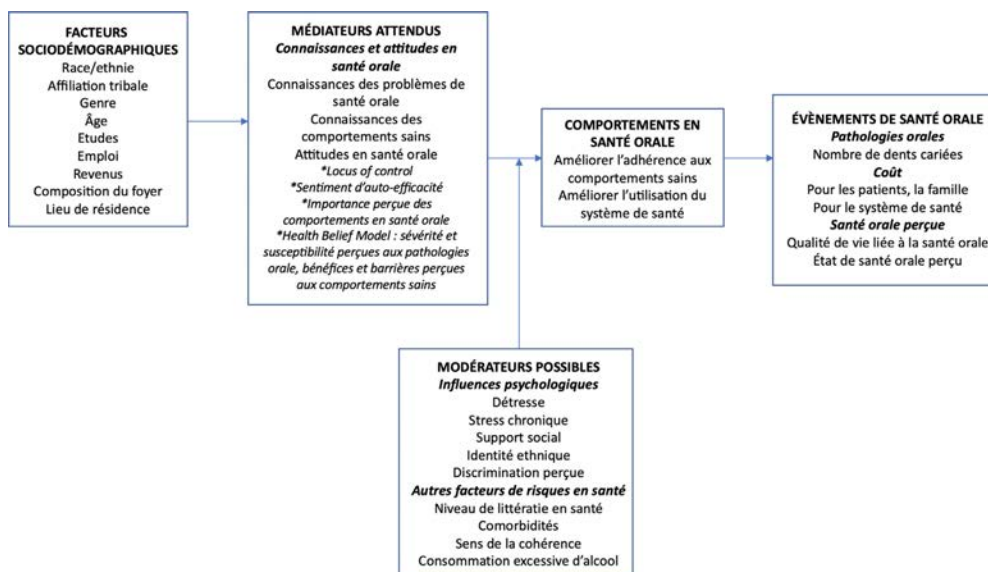 FACTEURS
SOCIODÉMOGRAPHIQUES
Race/ethnie
Affiliation tribale
Genre
Âge
Etudes
Emploi
Revenus
Composition du foyer
Lieu de résidence
MÉDIATEURS ATTENDUS
Connaissances et attitudes en
santé orale
Connaissances des problèmes de
santé orale
Connaissances des
comportements sains
Attitudes en santé orale
*Locus of control
*Sentiment d'auto-efficacité
*Importance perçue des
comportements en santé orale
*Health Belief Model : sévérité et
susceptibilité perçues aux pathologies
orale, bénéfices et barrières perçues
aux comportements sains
COMPORTEMENTS EN
SANTÉ ORALE
Améliorer l'adhérence aux
comportements sains
Améliorer l'utilisation du
système de santé
ÉVÈNEMENTS DE SANTÉ ORALE
Pathologies orales
Nombre de dents cariées
Coût
Pour les patients, la famille
Pour le système de santé
Santé orale perçue
Qualité de vie liée à la santé orale
État de santé orale perçu
MODÉRATEURS POSSIBLES
Influences psychologiques
Détresse
Stress chronique
Support social
Identité ethnique
Discrimination perçue
Autres facteurs de risques en santé
Niveau de littératie en santé
Comorbidités
Sens de la cohérence
Consommation excessive d'alcool